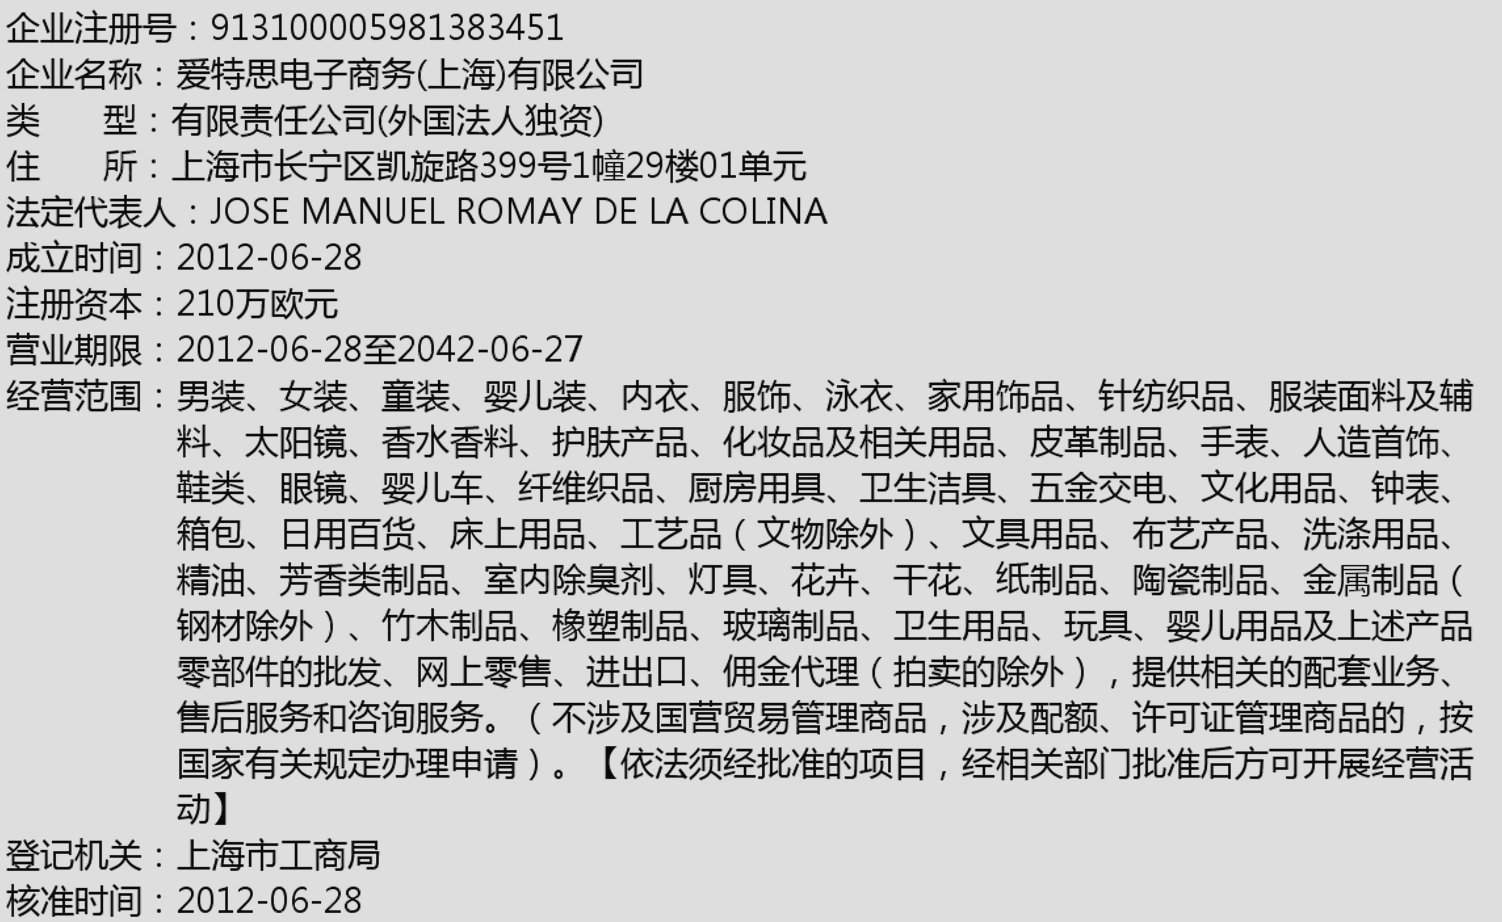 企业注册号：913100005981383451
企业名称：爱特思电子商务(上海)有限公司
类 型：有限责任公司(外国法人独资)
住 所：上海市长宁区凯旋路399号1幢29楼01单元
法定代表人：JOSE MANUEL ROMAY DE LA COLINA
成立时间：2012-06-28
注册资本：210万欧元
营业期限：2012-06-28至2042-06-27
经营范围：男装、女装、童装、婴儿装、内衣、服饰、泳衣、家用饰品、针纺织品、服装面料及辅
料、太阳镜、香水香料、护肤产品、化妆品及相关用品、皮革制品、手表、人造首饰、
鞋类、眼镜、婴儿车、纤维织品、厨房用具、卫生洁具、五金交电、文化用品、钟表、
箱包、日用百货、床上用品、工艺品（文物除外）、文具用品、布艺产品、洗涤用品、
精油、芳香类制品、室内除臭剂、灯具、花卉、干花、纸制品、陶瓷制品、金属制品（
钢材除外）、竹木制品、橡塑制品、玻璃制品、卫生用品、玩具、婴儿用品及上述产品
零部件的批发、网上零售、进出口、佣金代理（拍卖的除外），提供相关的配套业务、
售后服务和咨询服务。（不涉及国营贸易管理商品，涉及配额、许可证管理商品的，按
国家有关规定办理申请）。【依法须经批准的项目，经相关部门批准后方可开展经营活
动】
登记机关：上海市工商局
核准时间：2012-06-28